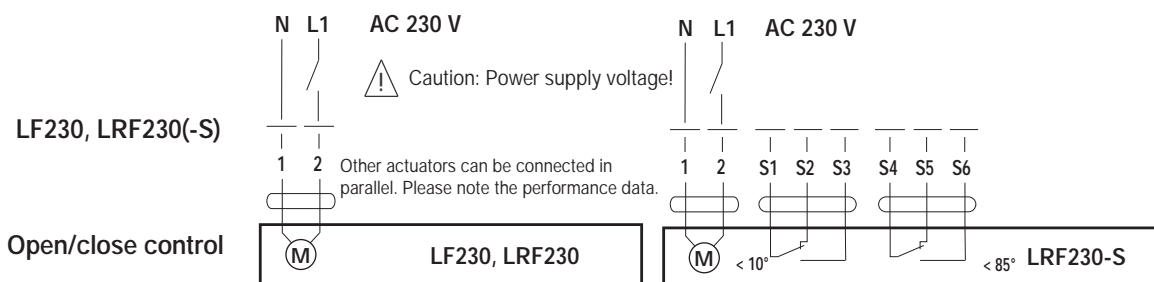 N L1 AC 230 V
N L1 AC 230 V
Caution: Power supply voltage!
LF230, LRF230(-S)
1 2
Other actuators can be connected in
parallel. Please note the performance data.
1 2 S1 S2 S3 S4 S5 S6
Open/close control
M
LF230, LRF230
M
< 10°
< 85°
LRF230-S